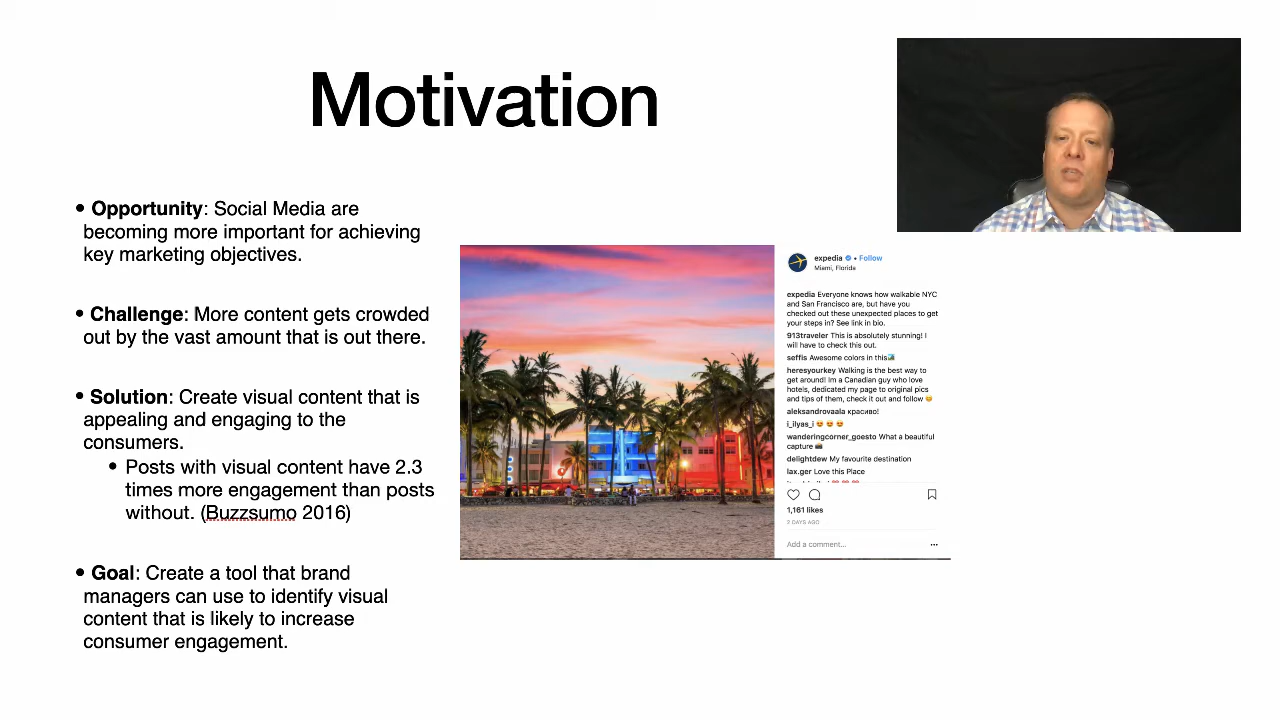 Motivation
• Opportunity: Social Media are
becoming more important for achieving
key marketing objectives.
• Challenge: More content gets crowded
out by the vast amount that is out there.
• Solution: Create visual content that is
appealing and engaging to the
consumers.
• Posts with visual content have 2.3
times more engagement than posts
without. (Buzzsumo 2016)
• Goal: Create a tool that brand
managers can use to identify visual
content that is likely to increase
consumer engagement.
expedia • Follow
Miami, Florida
expedia Everyone knows how walkable NYC
and San Francisco are, but have you
checked out these unexpected places to get
your steps in? See link in bio.
913traveler This is absolutely stunning! I
will have to check this out.
seffis Awesome colors in this🏞️
heresyourkey Walking is the best way to
get around! Im a Canadian guy who love
hotels, dedicated my page to original pics
and tips of them, check it out and follow 😊
aleksandrovaala красиво!
i_ilyas_i 😍 😍 😍
wanderingcorner_goesto What a beautiful
capture 📸
delightdew My favourite destination
lax.ger Love this Place
1,161 likes
2 DAYS AGO
Add a comment...